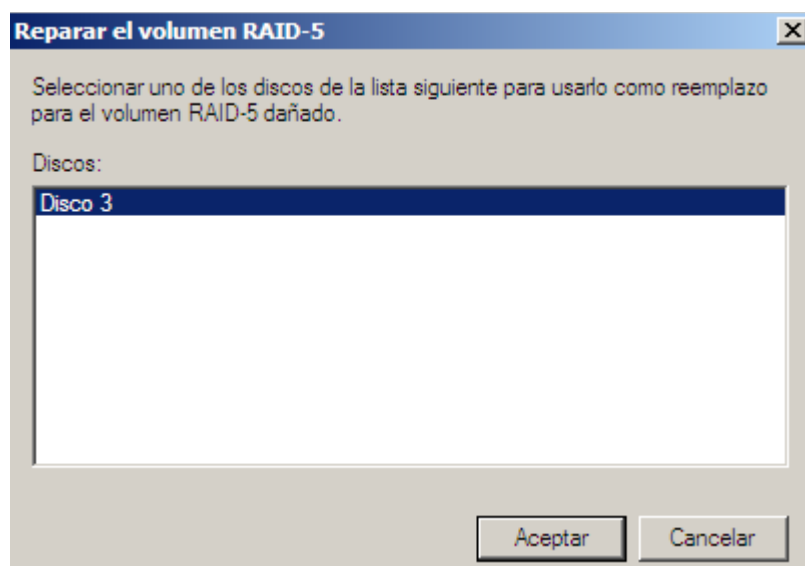 Reparar el volumen RAID-5
Seleccionar uno de los discos de la lista siguiente para usarlo como reemplazo
para el volumen RAID-5 dañado.
Discos:
Disco 3
Aceptar
Cancelar